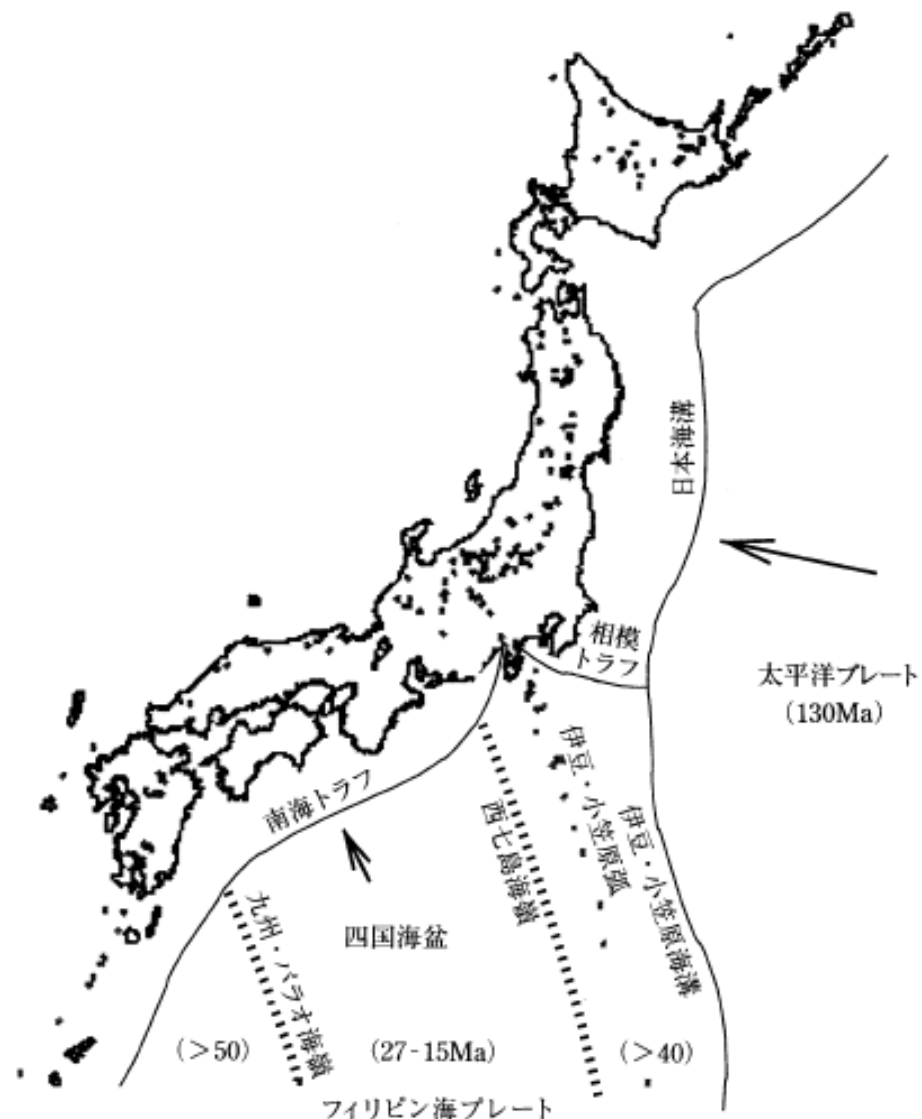 日本海溝
相模
トラフ
太平洋プレート
(130Ma)
南海トラフ
西七島海嶺
伊豆・小笠原弧
伊豆・小笠原海溝
九州・パラオ海嶺
四国海盆
(>50)
(27-15Ma)
(>40)
フィリピン海プレート